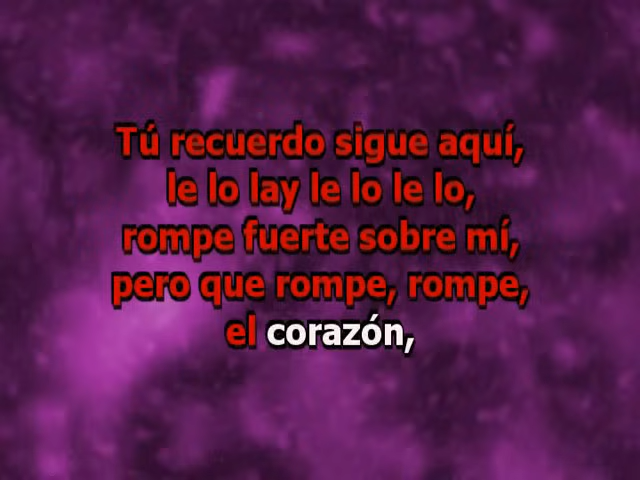 Tú recuerdo sigue aquí,
le lo lay le lo le lo,
rompe fuerte sobre mí,
pero que rompe, rompe,
el corazón,